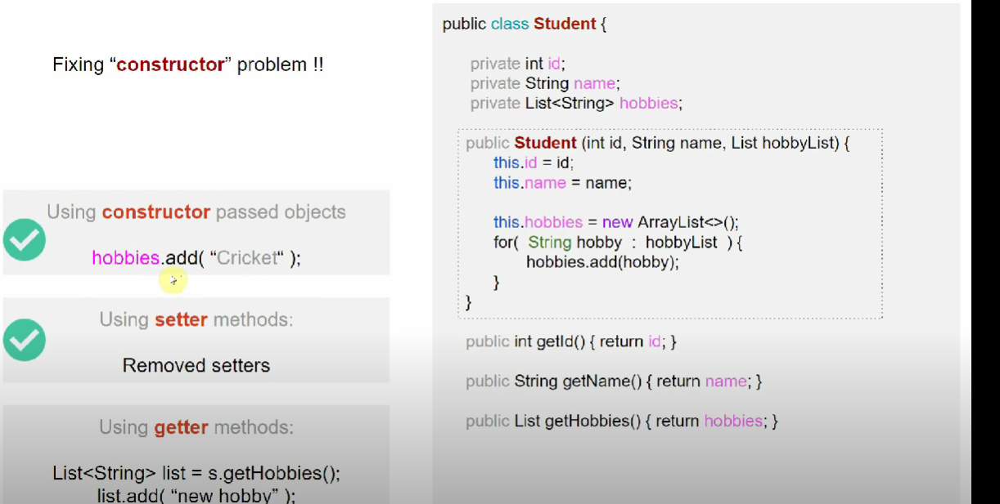 Fixing “constructor” problem !!
Using constructor passed objects
hobbies.add( “Cricket“ );
Using setter methods:
Removed setters
Using getter methods:
List<String> list = s.getHobbies();
list.add( “new hobby” );
public class Student {
private int id;
private String name;
private List<String> hobbies;
public Student (int id, String name, List hobbyList) {
this.id = id;
this.name = name;
this.hobbies = new ArrayList<>();
for( String hobby : hobbyList ) {
hobbies.add(hobby);
}
}
public int getId() { return id; }
public String getName() { return name; }
public List getHobbies() { return hobbies; }